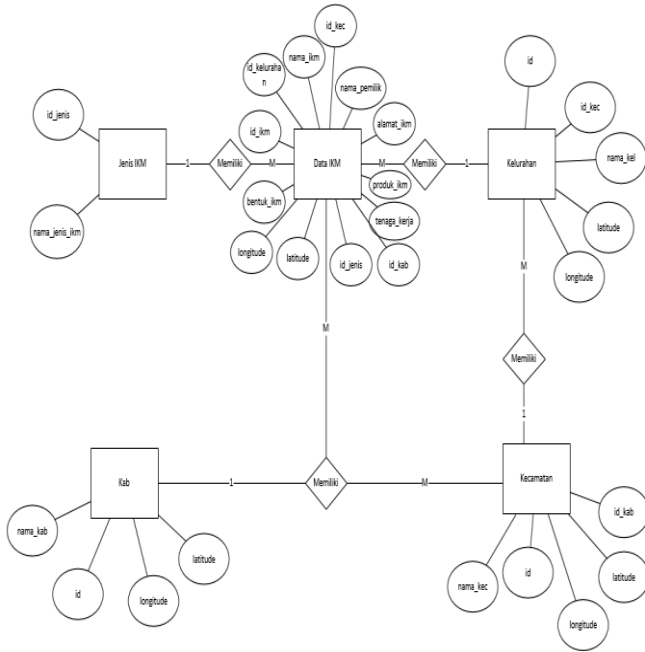 id_kec
nama_ikm
id_keluraha
n
nama_pemilik
id
id_jenis
id_ikm
alamat_ikm
id_kec
Jenis IKM
1
Memiliki
M
Data IKM
M
Memiliki
1
Kelurahan
nama_kel
produk_ikm
nama_jenis_ikm
bentuk_ikm
tenaga_kerja
latitude
longitude
latitude
id_jenis
id_kab
longitude
M
M
Memiliki
1
Kab
1
Memiliki
M
Kecamatan
nama_kab
id_kab
latitude
id
longitude
nama_kec
id
latitude
longitude